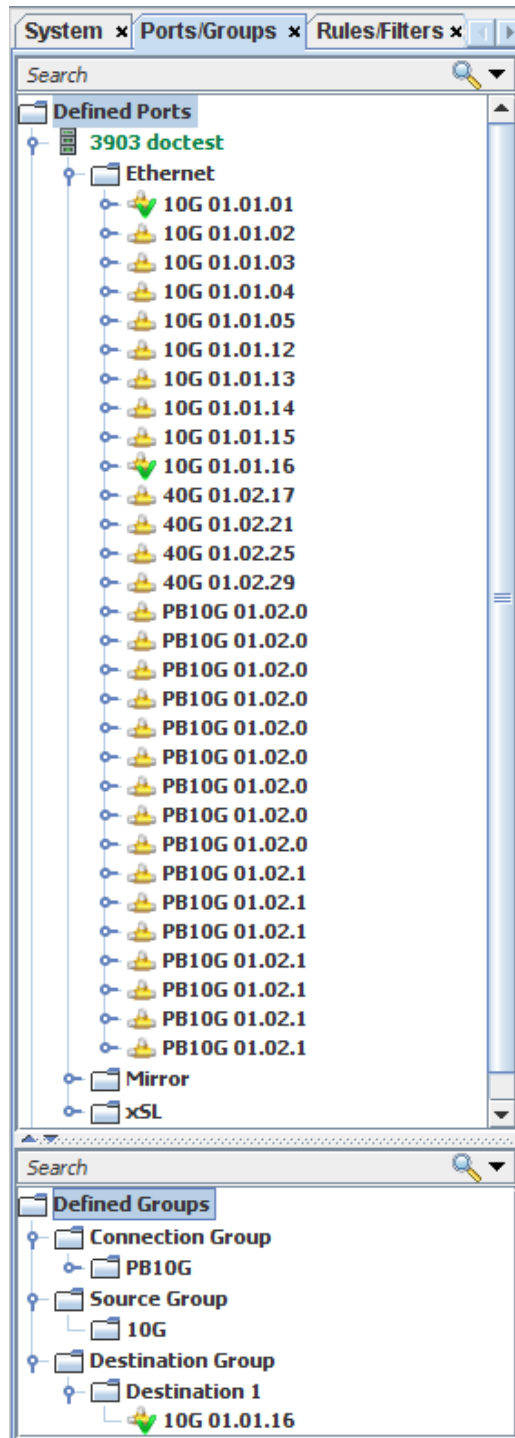 System Ports/Groups Rules/Filters
Search
Defined Ports
3903 doctest
Ethernet
10G 01.01.01
10G 01.01.02
10G 01.01.03
10G 01.01.04
10G 01.01.05
10G 01.01.12
10G 01.01.13
10G 01.01.14
10G 01.01.15
10G 01.01.16
40G 01.02.17
40G 01.02.21
40G 01.02.25
40G 01.02.29
PB10G 01.02.0
PB10G 01.02.0
PB10G 01.02.0
PB10G 01.02.0
PB10G 01.02.0
PB10G 01.02.0
PB10G 01.02.0
PB10G 01.02.0
PB10G 01.02.0
PB10G 01.02.1
PB10G 01.02.1
PB10G 01.02.1
PB10G 01.02.1
PB10G 01.02.1
PB10G 01.02.1
PB10G 01.02.1
Mirror
xSL
Search
Defined Groups
Connection Group
PB10G
Source Group
10G
Destination Group
Destination 1
10G 01.01.16